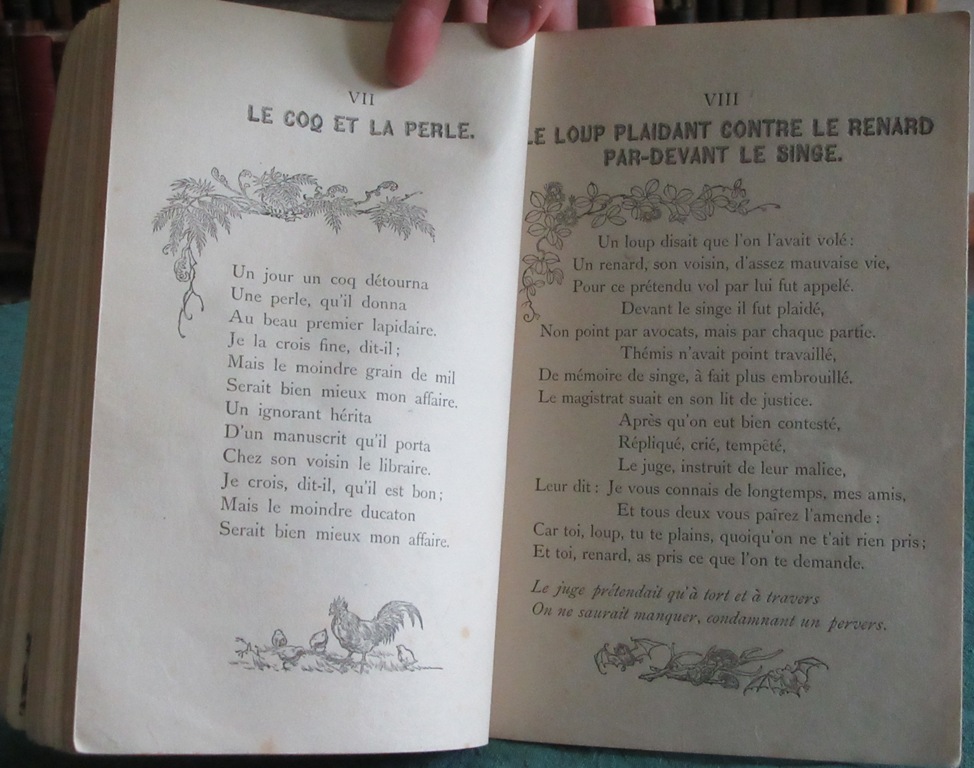 VII
LE COQ ET LA PERLE.
Un jour un coq détourna
Une perle, qu'il donna
Au beau premier lapidaire.
Je la crois fine, dit-il;
Mais le moindre grain de mil
Serait bien mieux mon affaire.
Un ignorant hérita
D'un manuscrit qu'il porta
Chez son voisin le libraire.
Je crois, dit-il, qu'il est bon;
Mais le moindre ducaton
Serait bien mieux mon affaire.
VIII
LE LOUP PLAIDANT CONTRE LE RENARD
PAR-DEVANT LE SINGE.
Un loup disait que l'on l'avait volé:
Un renard, son voisin, d'assez mauvaise vie,
Pour ce prétendu vol par lui fut appelé.
Devant le singe il fut plaidé,
Non point par avocats, mais par chaque partie.
Thémis n'avait point travaillé,
De mémoire de singe, à fait plus embrouillé.
Le magistrat suait en son lit de justice.
Après qu'on eut bien contesté,
Répliqué, crié, tempêté,
Le juge, instruit de leur malice,
Leur dit: Je vous connais de longtemps, mes amis,
Et tous deux vous paîrez l'amende:
Car toi, loup, tu te plains, quoiqu'on ne t'ait rien pris;
Et toi, renard, as pris ce que l'on te demande.
Le juge prétendait qu'à tort et à travers
On ne saurait manquer, condamnant un pervers.